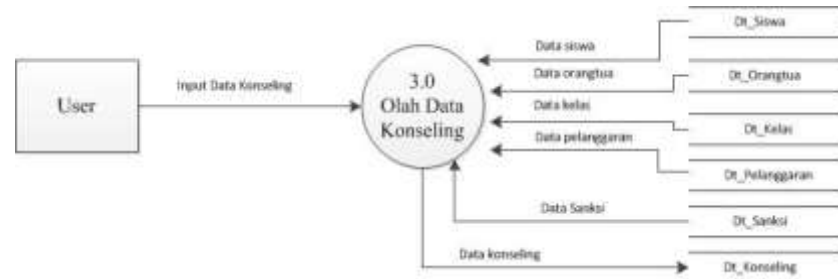 Dt_Siswa
Data siswa
Data orangtua
Dt_Orangtua
Input Data Konseling
User
3.0
Olah Data
Konseling
Data kelas
Dt_Kelas
Data pelanggaran
Dt_Pelanggaran
Data Sanksi
Dt_Sanksi
Data konseling
Dt_Konseling